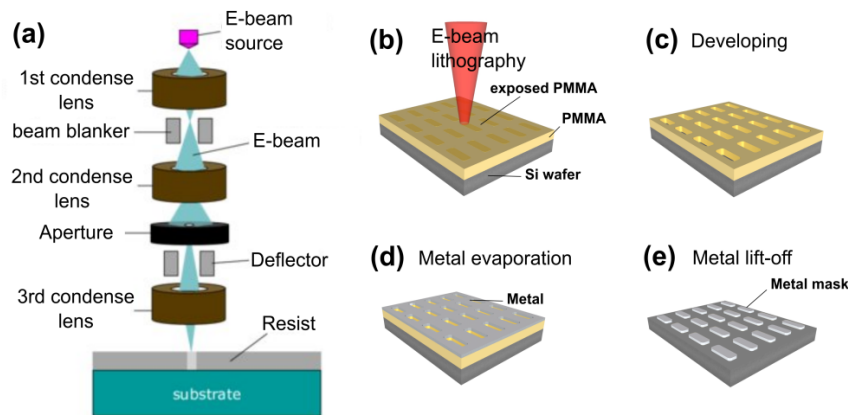 (a)
E-beam
source
1st condense
lens
beam blanker
E-beam
2nd condense
lens
Aperture
Deflector
3rd condense
lens
Resist
substrate
(b)
E-beam
lithography
exposed PMMA
PMMA
Si wafer
(c) Developing
(d) Metal evaporation
Metal
(e) Metal lift-off
Metal mask